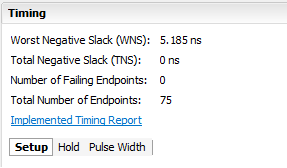 Timing
Worst Negative Slack (WNS): 5.185 ns
Total Negative Slack (TNS): 0 ns
Number of Failing Endpoints: 0
Total Number of Endpoints: 75
Implemented Timing Report
Setup Hold Pulse Width